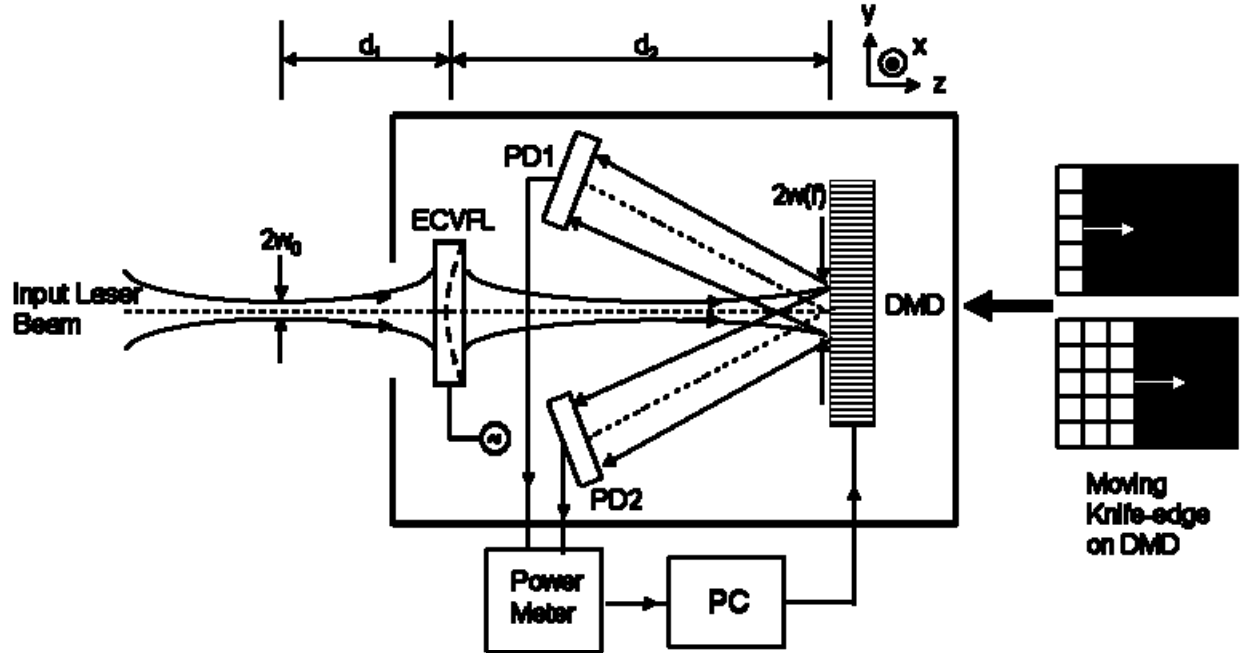 d₁
d₂
y
x
z
PD1
ECVFL
2w(f)
2w₀
Input Laser
Beam
DMD
PD2
Moving
Knife-edge
on DMD
Power
Meter
PC